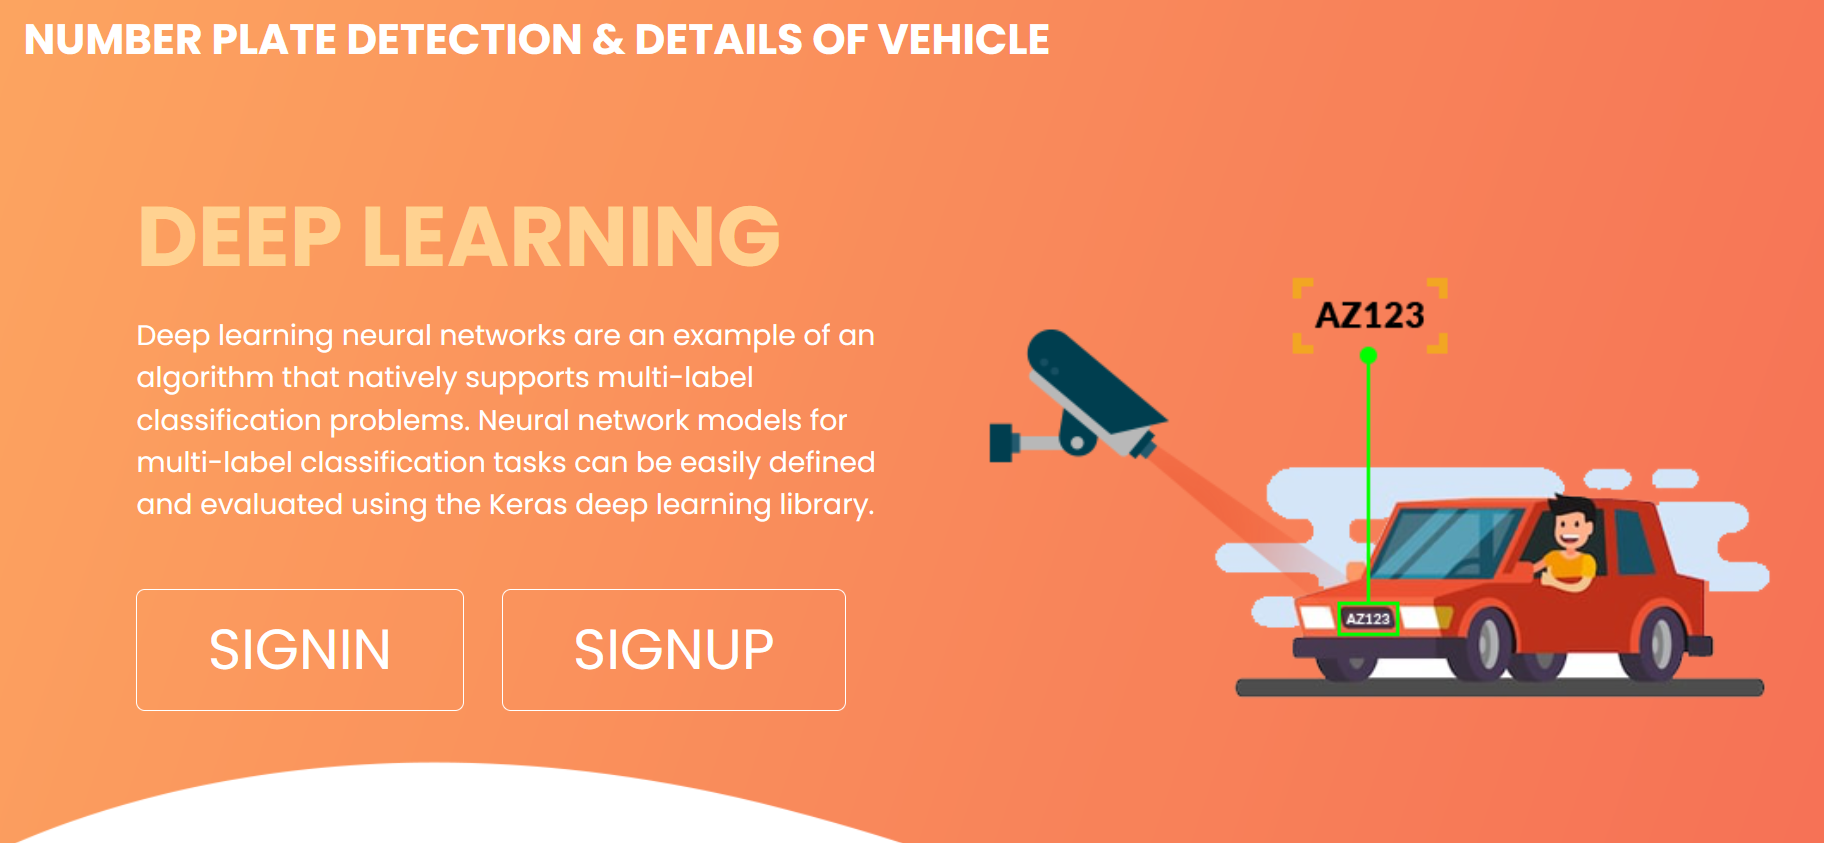 NUMBER PLATE DETECTION & DETAILS OF VEHICLE
DEEP LEARNING
Deep learning neural networks are an example of an
algorithm that natively supports multi-label
classification problems. Neural network models for
multi-label classification tasks can be easily defined
and evaluated using the Keras deep learning library.
SIGNIN
SIGNUP
AZ123
AZ123